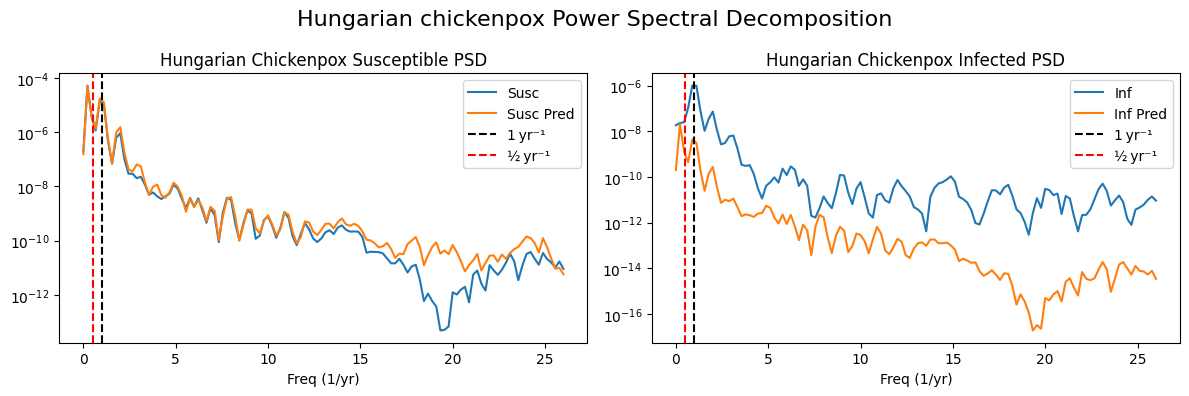 Hungarian chickenpox Power Spectral Decomposition
Hungarian Chickenpox Susceptible PSD
10⁻⁴
10⁻⁶
10⁻⁸
10⁻¹⁰
10⁻¹²
Susc
Susc Pred
1 yr⁻¹
½ yr⁻¹
0
5
10
15
20
25
Freq (1/yr)
Hungarian Chickenpox Infected PSD
10⁻⁶
10⁻⁸
10⁻¹⁰
10⁻¹²
10⁻¹⁴
10⁻¹⁶
Inf
Inf Pred
1 yr⁻¹
½ yr⁻¹
0
5
10
15
20
25
Freq (1/yr)